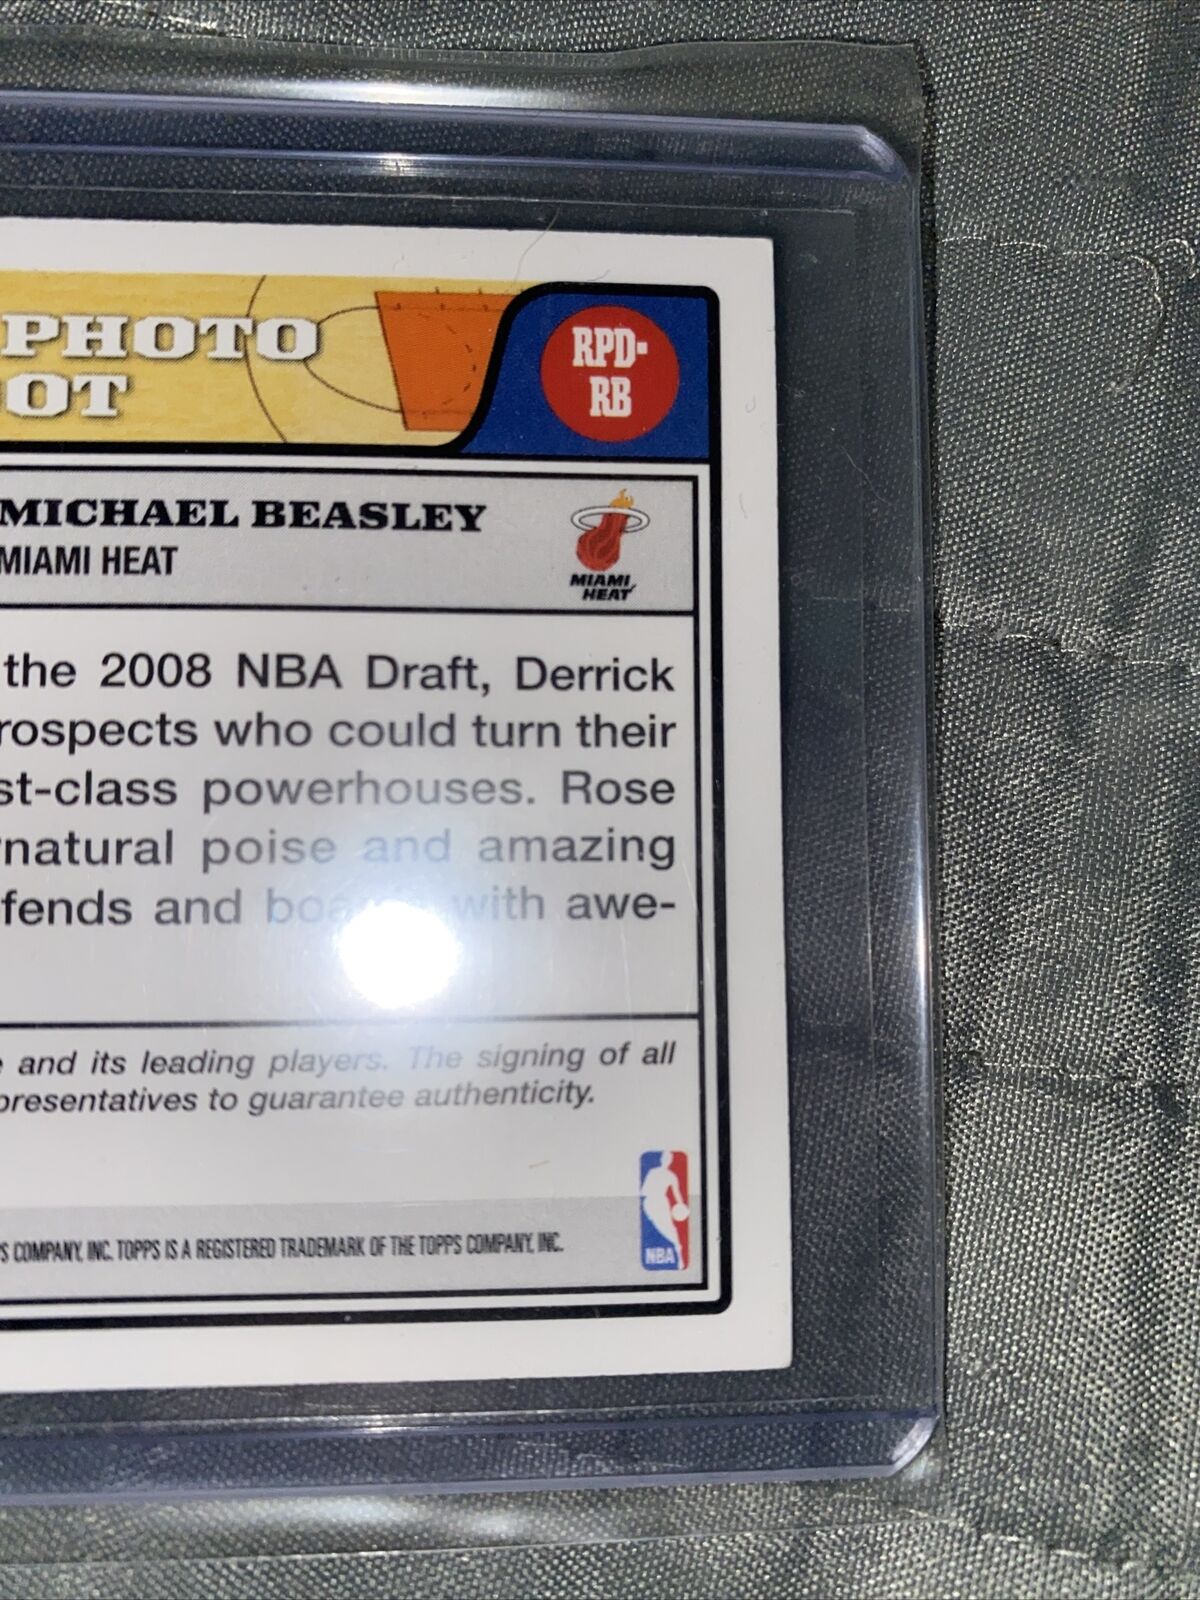 PHOTO
OT
RPD-
RB
MICHAEL BEASLEY
MIAMI HEAT
MIAMI
HEAT
the 2008 NBA Draft, Derrick
rospects who could turn their
st-class powerhouses. Rose
rnatural poise and amazing
fends and boards with awe-
e and its leading players. The signing of all
presentatives to guarantee authenticity.
S COMPANY, INC. TOPPS IS A REGISTERED TRADEMARK OF THE TOPPS COMPANY, INC.
NBA